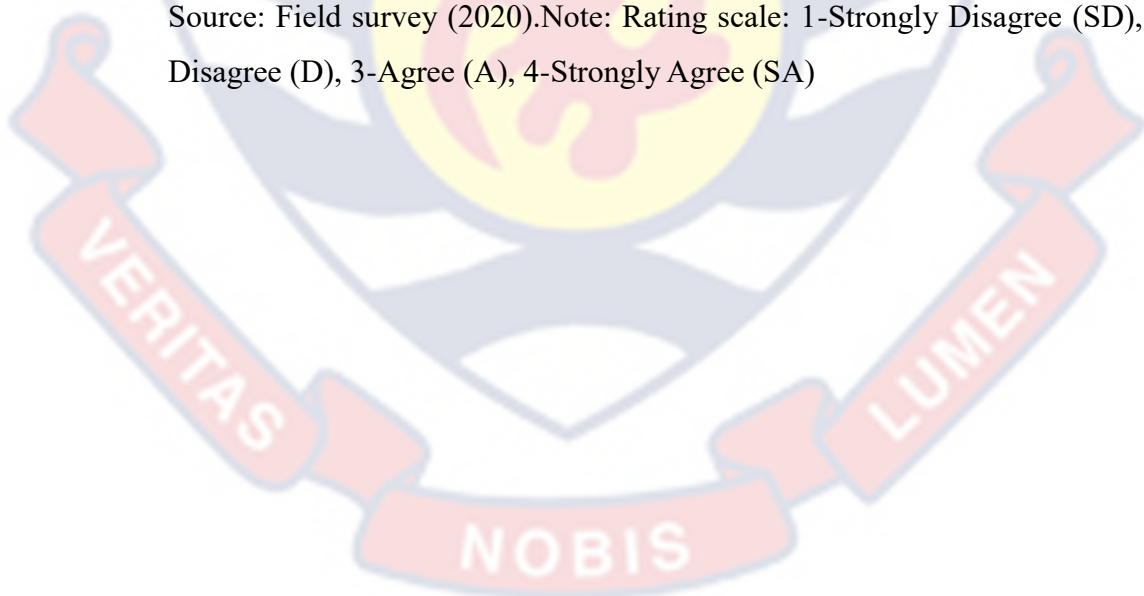 Source: Field survey (2020).Note: Rating scale: 1-Strongly Disagree (SD),
Disagree (D), 3-Agree (A), 4-Strongly Agree (SA)
VERITAS
NOBIS
LUMEN